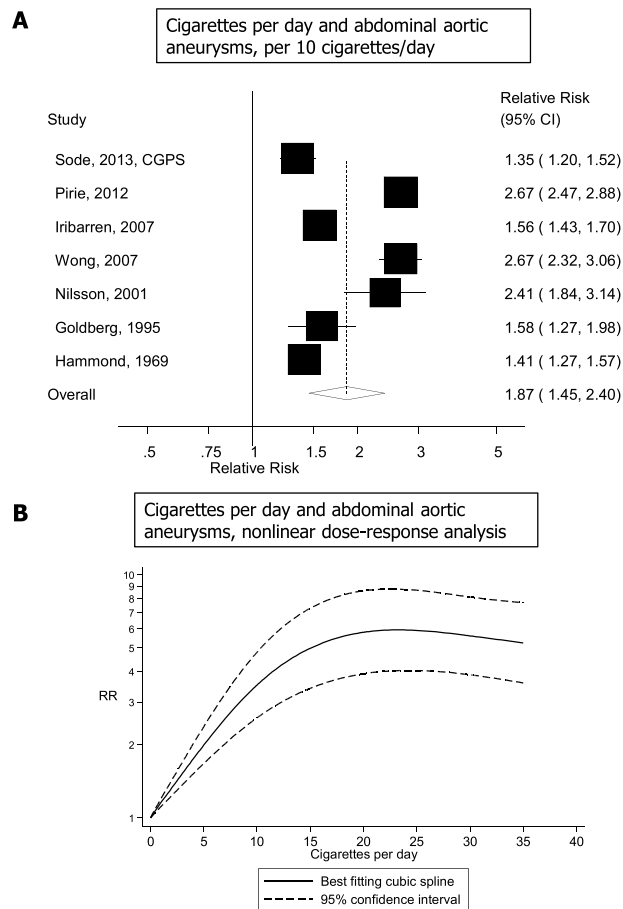 A
Cigarettes per day and abdominal aortic
aneurysms, per 10 cigarettes/day
Relative Risk
Study (95% CI)
Sode, 2013, CGPS 1.35 ( 1.20, 1.52)
Pirie, 2012 2.67 ( 2.47, 2.88)
Iribarren, 2007 1.56 ( 1.43, 1.70)
Wong, 2007 2.67 ( 2.32, 3.06)
Nilsson, 2001 2.41 ( 1.84, 3.14)
Goldberg, 1995 1.58 ( 1.27, 1.98)
Hammond, 1969 1.41 ( 1.27, 1.57)
Overall 1.87 ( 1.45, 2.40)
.5 .75 1 1.5 2 3 5
Relative Risk
B
Cigarettes per day and abdominal aortic
aneurysms, nonlinear dose-response analysis
10
9
8
7
6
5
4
3
2
1
RR
0 5 10 15 20 25 30 35 40
Cigarettes per day
Best fitting cubic spline
95% confidence interval